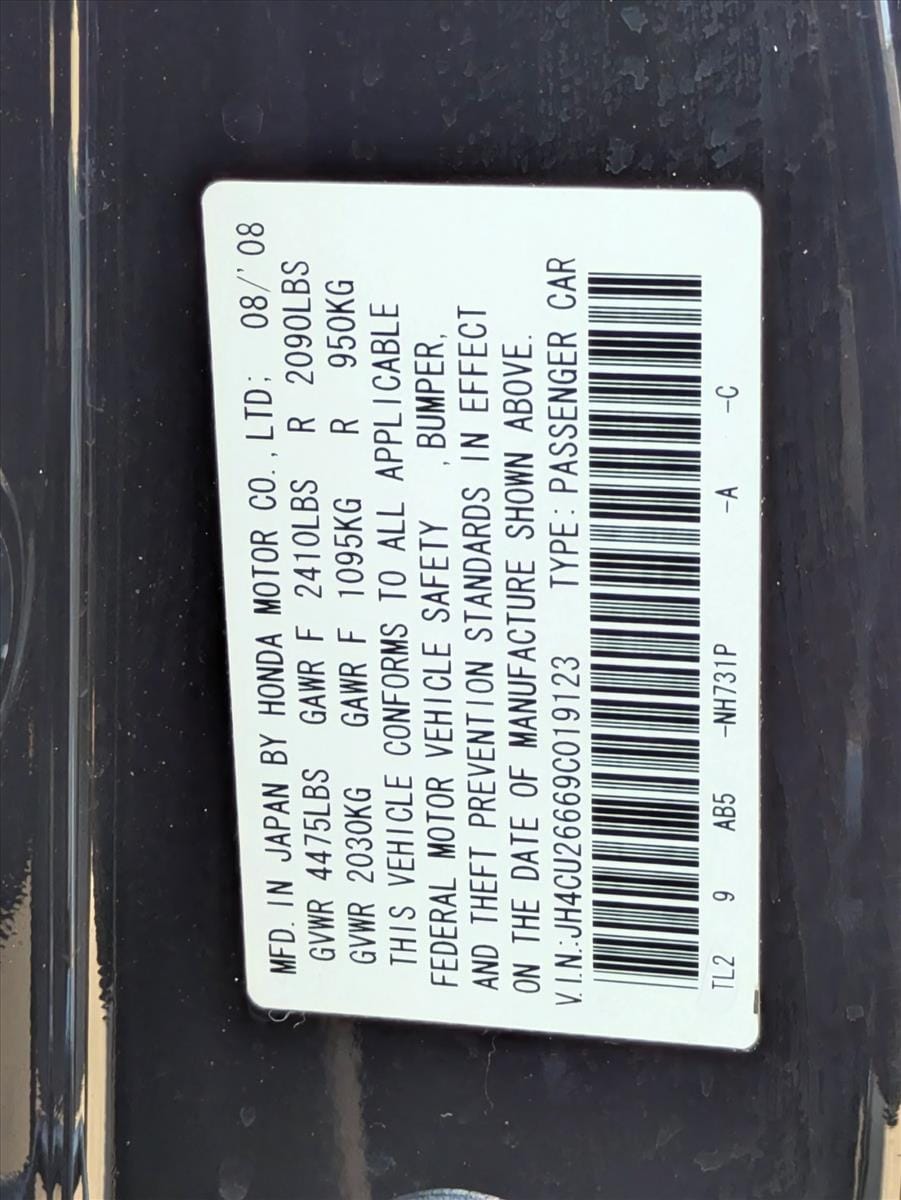 MFD. IN JAPAN BY HONDA MOTOR CO., LTD; 08/'08
GVWR 4475LBS GAWR F 2410LBS R 2090LBS
GVWR 2030KG GAWR F 1095KG R 950KG
THIS VEHICLE CONFORMS TO ALL APPLICABLE
FEDERAL MOTOR VEHICLE SAFETY , BUMPER,
AND THEFT PREVENTION STANDARDS IN EFFECT
ON THE DATE OF MANUFACTURE SHOWN ABOVE.
V.I.N.:JH4CU26669C019123 TYPE:PASSENGER CAR
TL2 9 AB5 -NH731P -A -C